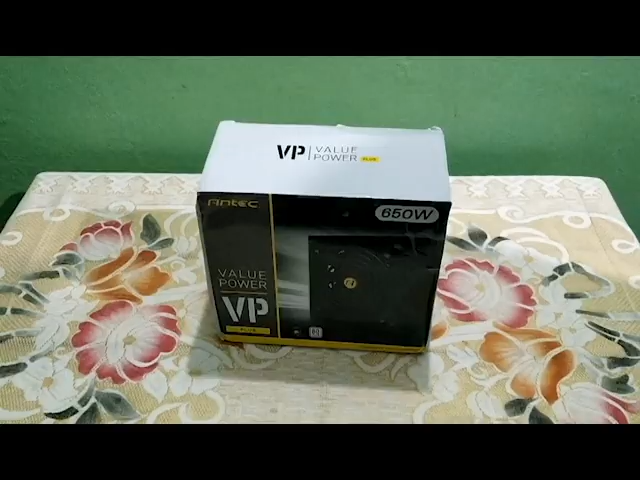 VP VALUE
POWER PLUS
Antec
650W
VALUE
POWER
VP
PLUS